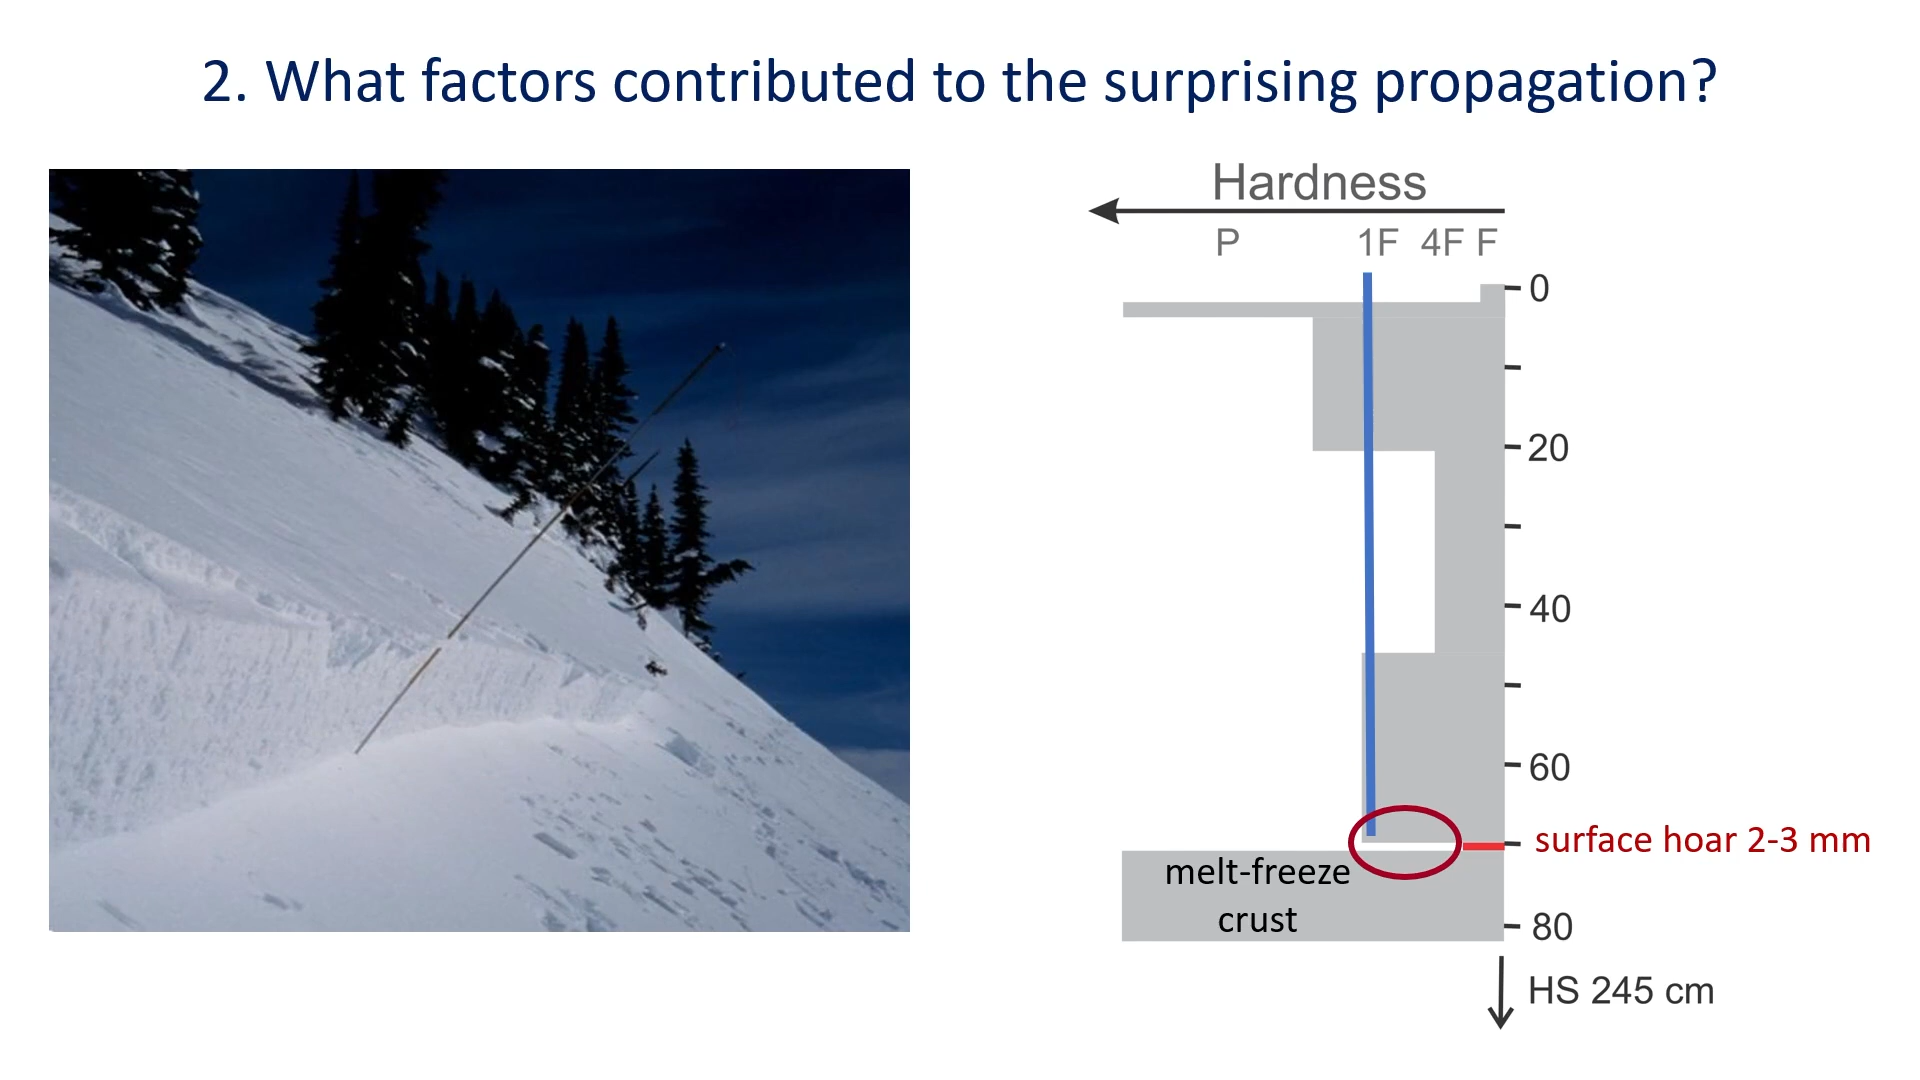 2. What factors contributed to the surprising propagation?
Hardness
P 1F 4F F
0
20
40
60
surface hoar 2-3 mm
melt-freeze
crust
80
HS 245 cm